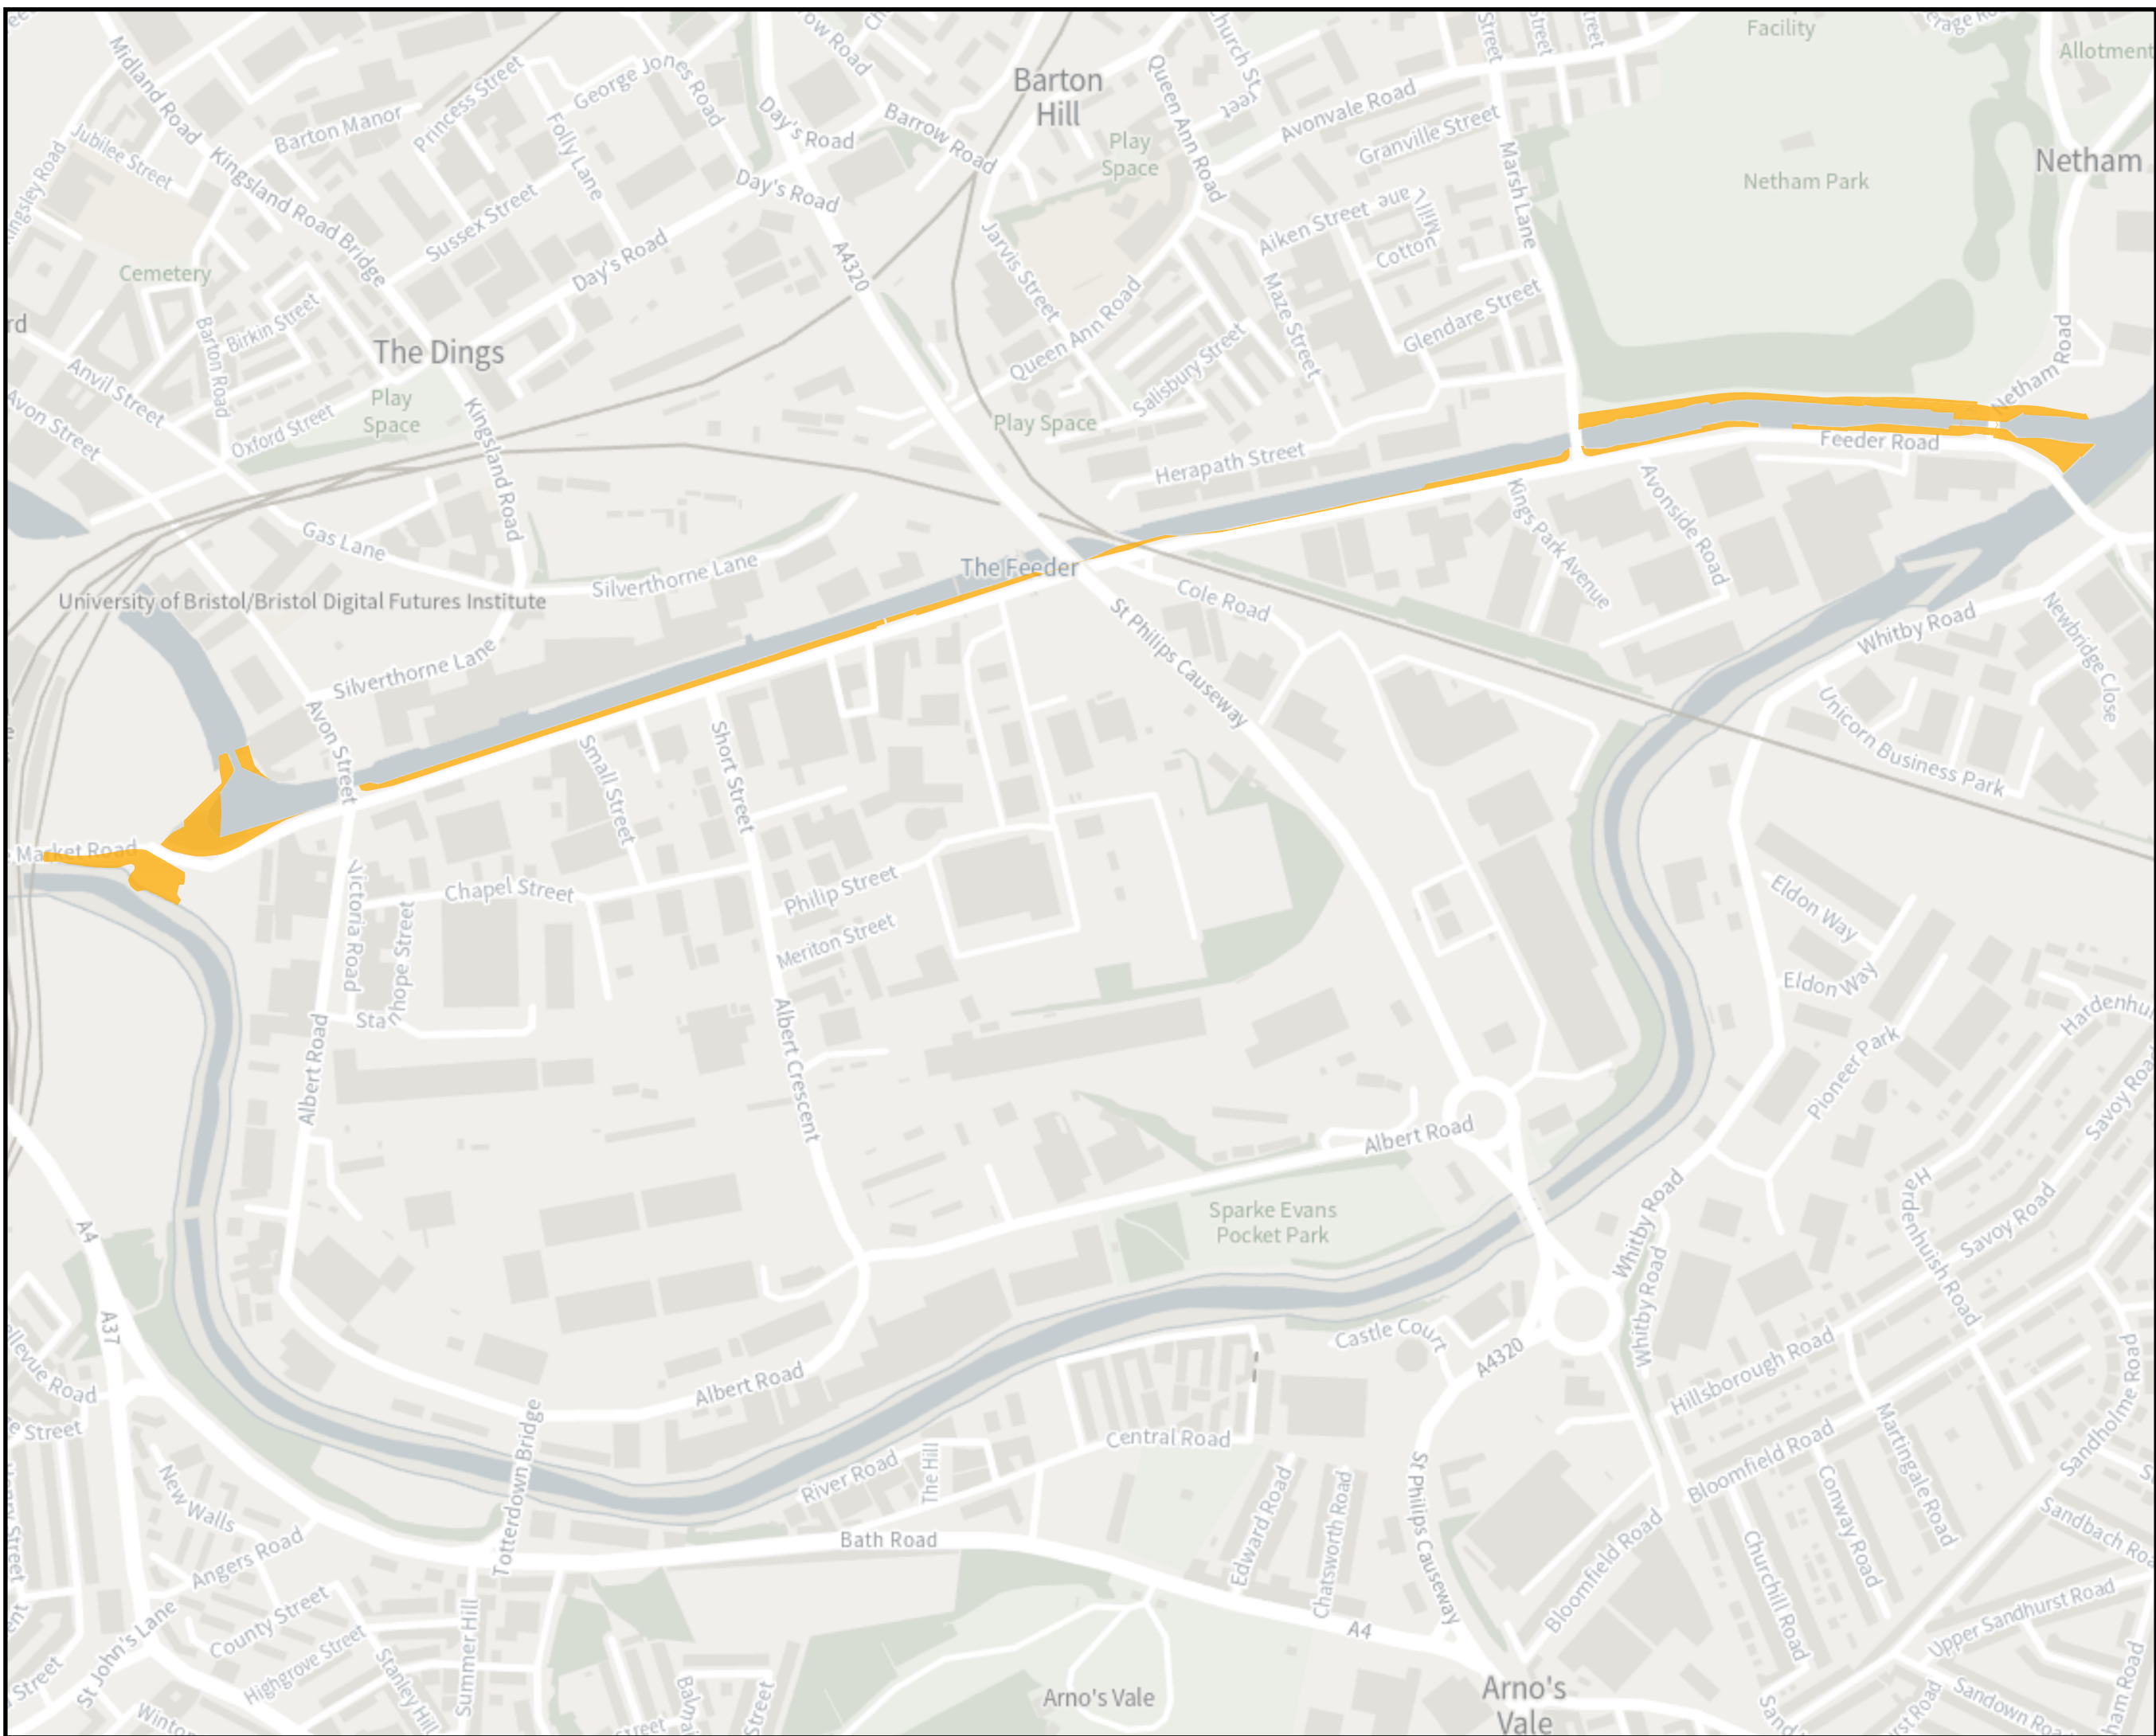 Midland Road
Princess Street
George Jones Road
Barton Manor
Jubilee Street
Folly Lane
Day's Road
Barrow Road
Barton
Hill
Play
Space
Queen Ann Road
Church Street
Avonvale Road
Granville Street
Marsh Lane
Facility
Allotment
Netham Park
Netham
Kingsland Road Bridge
Sussex Street
Day's Road
Day's Road
A4320
Jarvis Street
Aiken Street
Cotton
Mill Lane
Cemetery
Birkin Street
Barton Road
The Dings
Anvil Street
Avon Street
Oxford Street
Play
Space
Kingsland Road
Queen Ann Road
Salisbury Street
Maze Street
Glendare Street
Netham Road
Netham Road
Play Space
Herapath Street
Feeder Road
Kings Park Avenue
Avonside Road
Gas Lane
Silverthorne Lane
The Feeder
Cole Road
University of Bristol/Bristol Digital Futures Institute
St Philips Causeway
Whitby Road
Newbridge Close
Silverthorne Lane
Avon Street
Small Street
Short Street
Unicorn Business Park
Market Road
Victoria Road
Chapel Street
Stanhope Street
Philip Street
Meriton Street
Eldon Way
Eldon Way
Pioneer Park
Savoy Road
Albert Road
Albert Crescent
Albert Road
Sparke Evans
Pocket Park
Whitby Road
Whitby Road
Hardenhuish Road
Savoy Road
A4
A37
Castle Court
A4320
Hillsborough Road
Albert Road
Totterdown Bridge
Central Road
River Road
The Hill
Bloomfield Road
Martingale Road
Sandholme Road
New Walls
Angers Road
Bath Road
Edward Road
Chatsworth Road
St Philips Causeway
Bloomfield Road
Churchill Road
Conway Road
County Street
St John's Lane
Highgrove Street
Stanley Hill
Summer Hill
A4
Upper Sandhurst Road
Arno's Vale
Arno's
Vale